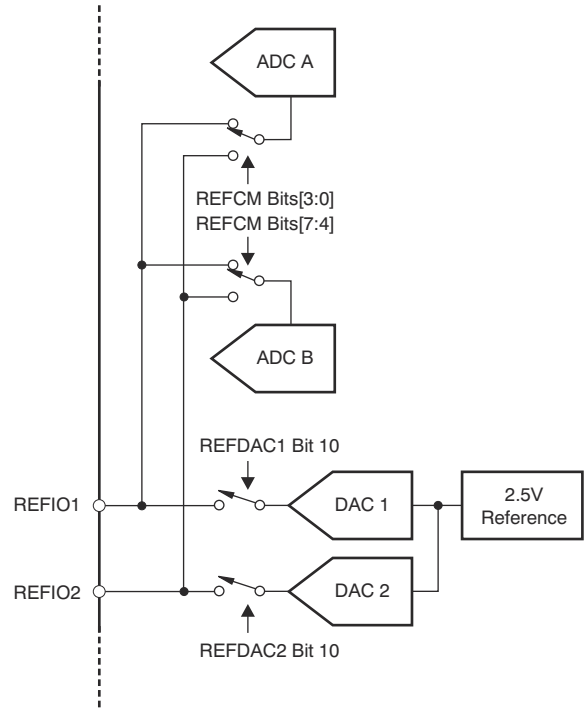 ADC A
REFCM Bits[3:0]
REFCM Bits[7:4]
ADC B
REFDAC1 Bit 10
REFIO1
DAC 1
2.5V
Reference
REFIO2
DAC 2
REFDAC2 Bit 10